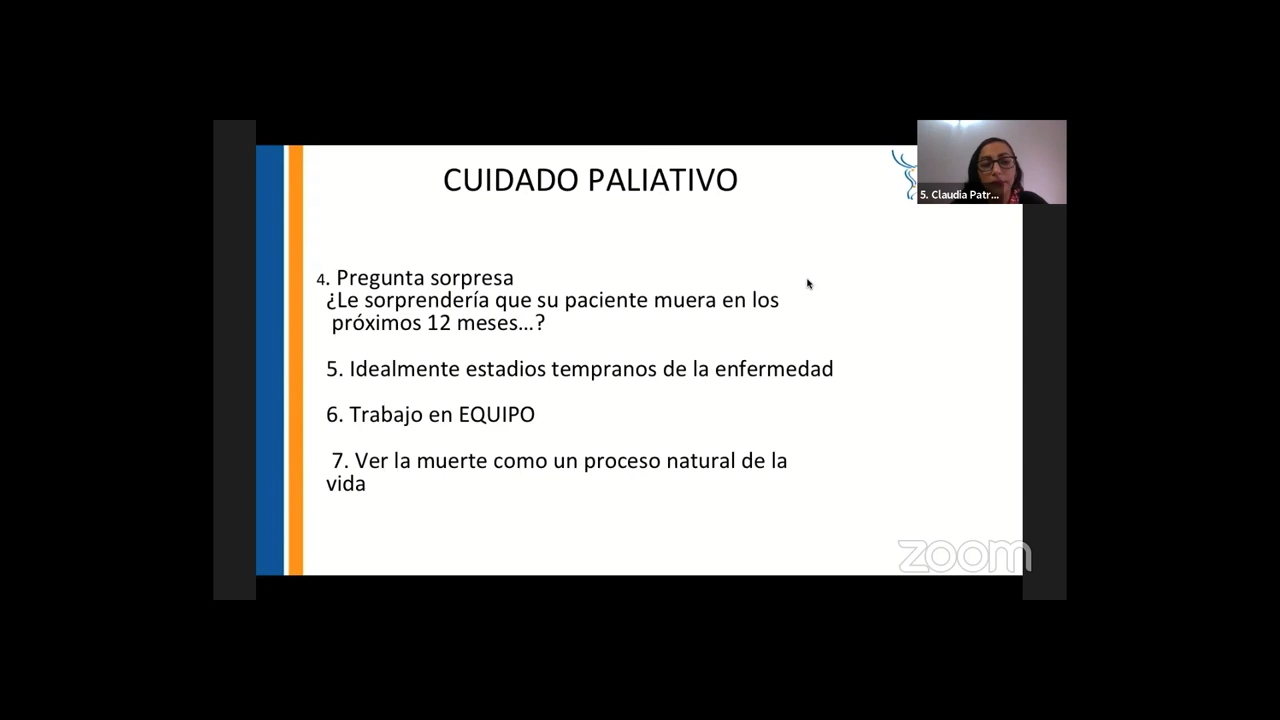 CUIDADO PALIATIVO
5. Claudia Patr...
4. Pregunta sorpresa
¿Le sorprendería que su paciente muera en los
próximos 12 meses...?
5. Idealmente estadios tempranos de la enfermedad
6. Trabajo en EQUIPO
7. Ver la muerte como un proceso natural de la
vida
zoom